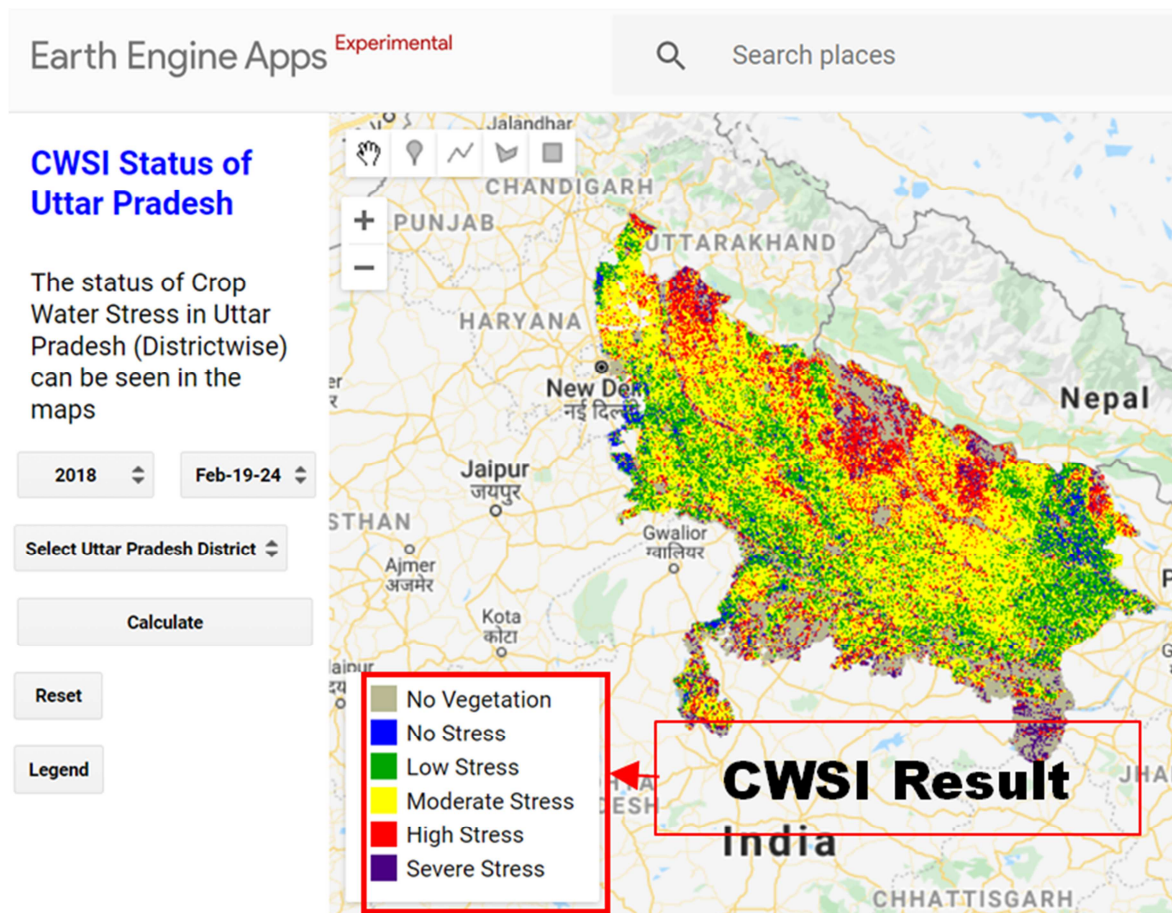 Earth Engine Apps Experimental
Search places
CWSI Status of
Uttar Pradesh
The status of Crop
Water Stress in Uttar
Pradesh (Districtwise)
can be seen in the
maps
2018
Feb-19-24
Select Uttar Pradesh District
Calculate
Reset
Legend
Jalandhar
CHANDIGARH
PUNJAB
UTTARAKHAND
HARYANA
New Del
नई दिल्ल
Nepal
Jaipur
जयपुर
STHAN
Gwalior
ग्वालियर
Ajmer
अजमेर
Kota
कोटा
No Vegetation
No Stress
Low Stress
Moderate Stress
High Stress
Severe Stress
CWSI Result
DESH
JHA
India
CHHATTISGARH